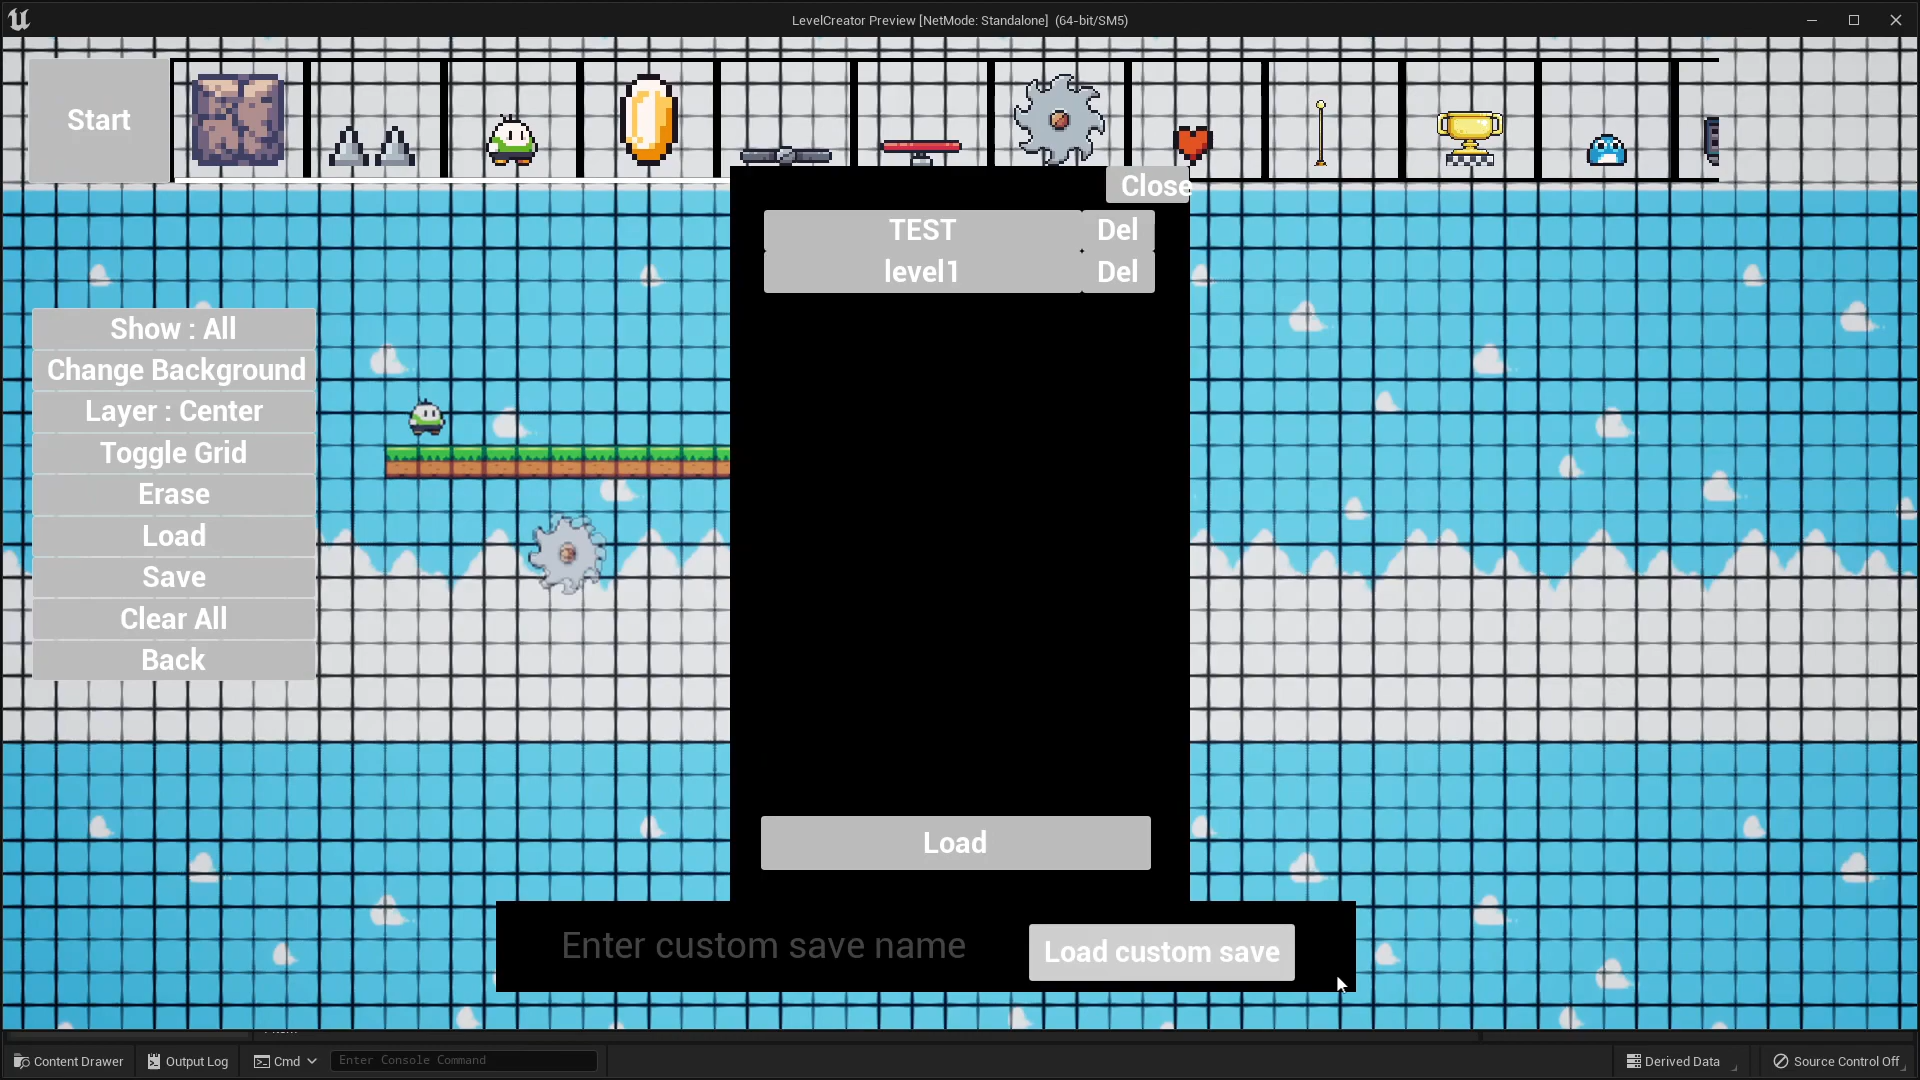 LevelCreator Preview [NetMode: Standalone] (64-bit/SM5)
Start
Close
TEST Del
level1 Del
Show : All
Change Background
Layer : Center
Toggle Grid
Erase
Load
Save
Clear All
Back
Load
Enter custom save name
Load custom save
Content Drawer
Output Log
Cmd
Enter Console Command
Derived Data
Source Control Off